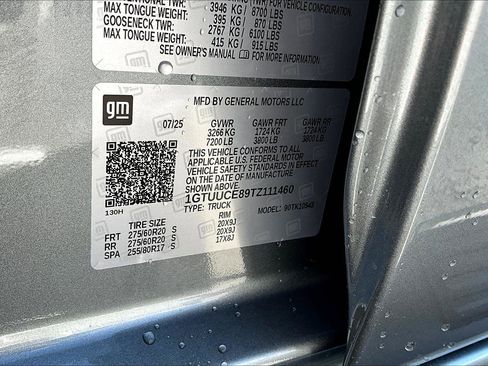 MAX TONGUE WEIGHT: 3946 KG 8700 LBS
395 KG 870 LBS
GOOSENECK TWR: 2767 KG 6100 LBS
MAX TONGUE WEIGHT: 415 KG 915 LBS
SEE OWNER'S MANUAL FOR MORE INFORMATION.
gm
MFD BY GENERAL MOTORS LLC
07/25 GVWR GAWR FRT GAWR RR
3266 KG 1724 KG 1724 KG
7200 LB 3800 LB 3800 LB
THIS VEHICLE CONFORMS TO ALL
APPLICABLE U.S. FEDERAL MOTOR
VEHICLE SAFETY STANDARDS IN
EFFECT ON THE DATE OF
MANUFACTURE SHOWN ABOVE.
1GTUUCE89TZ111460
TYPE: TRUCK MODEL: 90TK10543
130H
TIRE SIZE RIM
FRT 275/60R20 S 20X9J
RR 275/60R20 S 20X9J
SPA 255/80R17 S 17X8J